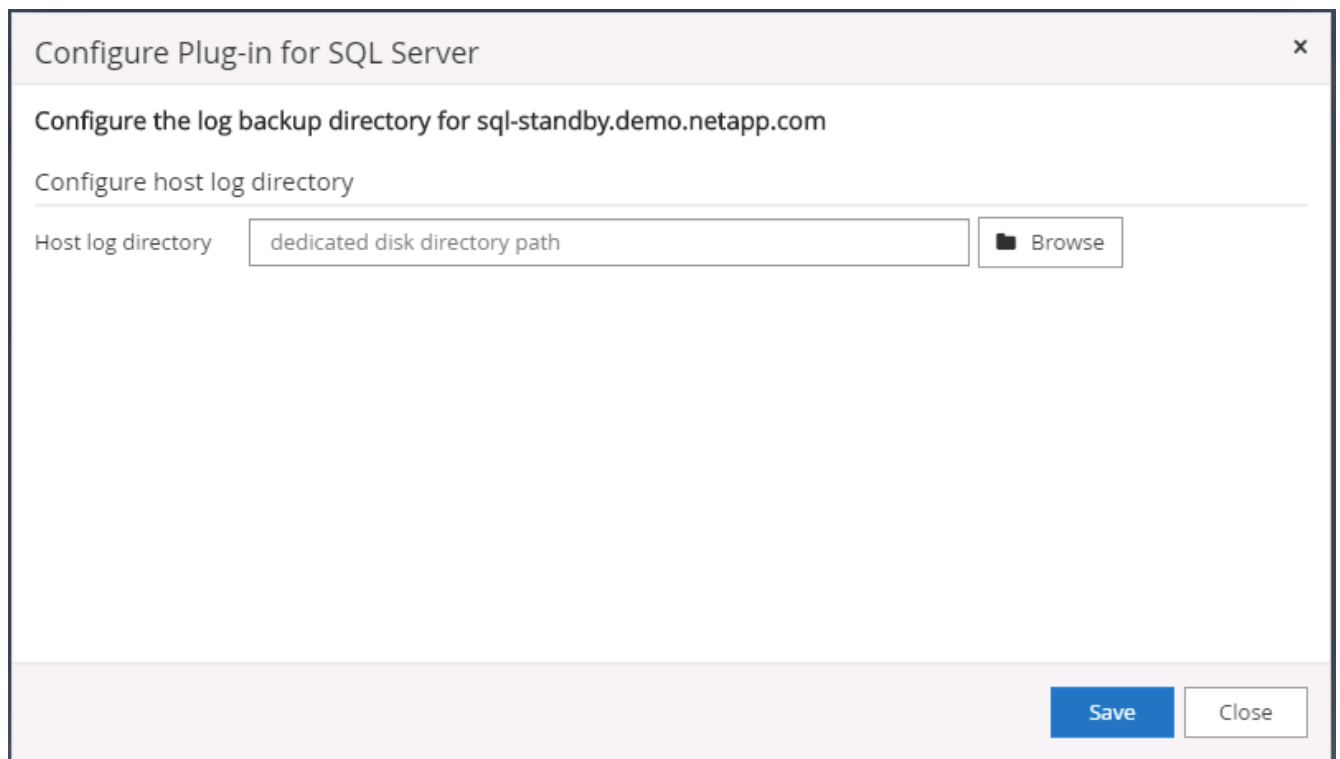 Configure Plug-in for SQL Server ×
Configure the log backup directory for sql-standby.demo.netapp.com
Configure host log directory
Host log directory dedicated disk directory path Browse
Save Close